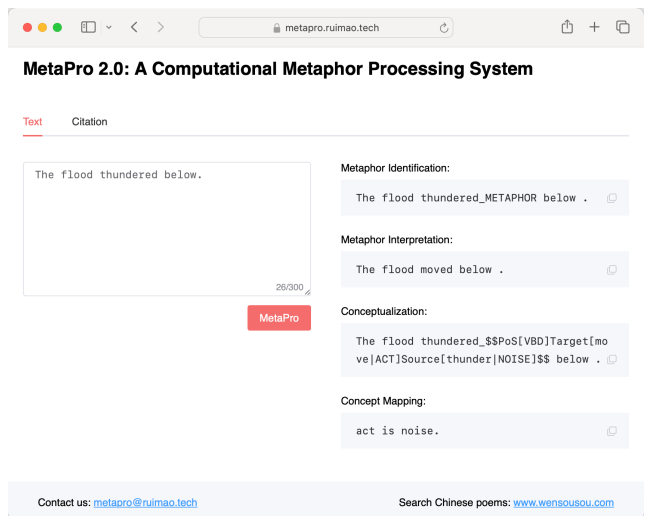 metapro.ruimao.tech
MetaPro 2.0: A Computational Metaphor Processing System
Text
Citation
The flood thundered below.
26/300
MetaPro
Metaphor Identification:
The flood thundered_METAPHOR below .
Metaphor Interpretation:
The flood moved below .
Conceptualization:
The flood thundered_$$PoS[VBD]Target[mo
ve|ACT]Source[thunder|NOISE]$$ below .
Concept Mapping:
act is noise.
Contact us: metapro@ruimao.tech
Search Chinese poems: www.wensousou.com